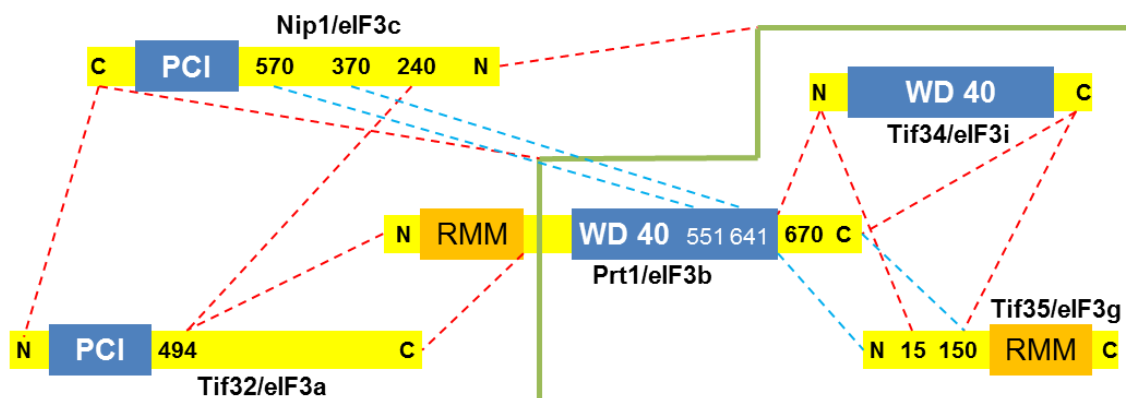 Nip1/eIF3c
C PCI 570 370 240 N
N WD 40 C
Tif34/eIF3i
N RMM WD 40 551 641 670 C
Prt1/eIF3b
Tif35/eIF3g
N PCI 494 C
N 15 150 RMM C
Tif32/eIF3a